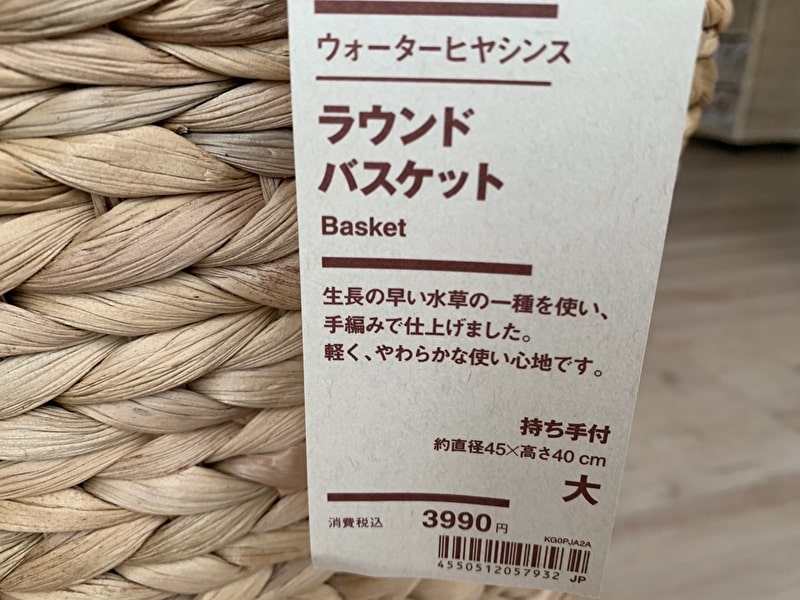 ウォーターヒヤシンス
ラウンド
バスケット
Basket
生長の早い水草の一種を使い、
手編みで仕上げました。
軽く、やわらかな使い心地です。
持ち手付
約直径45×高さ40 cm
大
消費税込 3990円
KG0PJA2A
4550512057932 JP